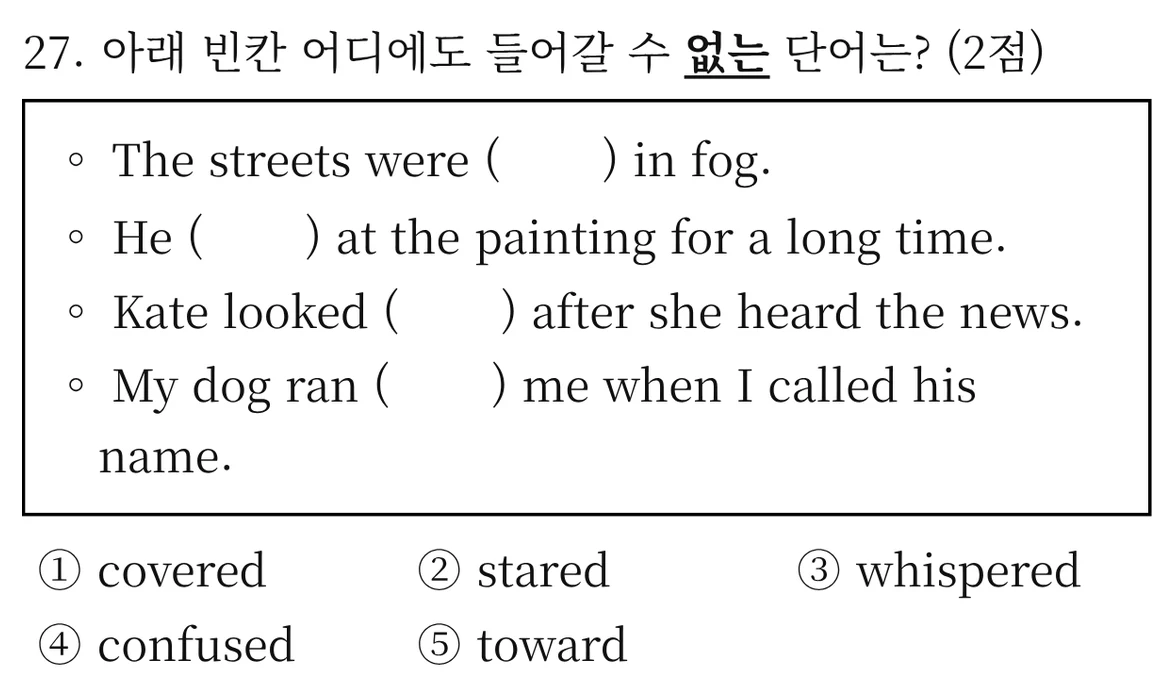 27. 아래 빈칸 어디에도 들어갈 수 없는 단어는? (2점)
◦ The streets were (      ) in fog.
◦ He (      ) at the painting for a long time.
◦ Kate looked (      ) after she heard the news.
◦ My dog ran (      ) me when I called his
name.
① covered ② stared ③ whispered
④ confused ⑤ toward